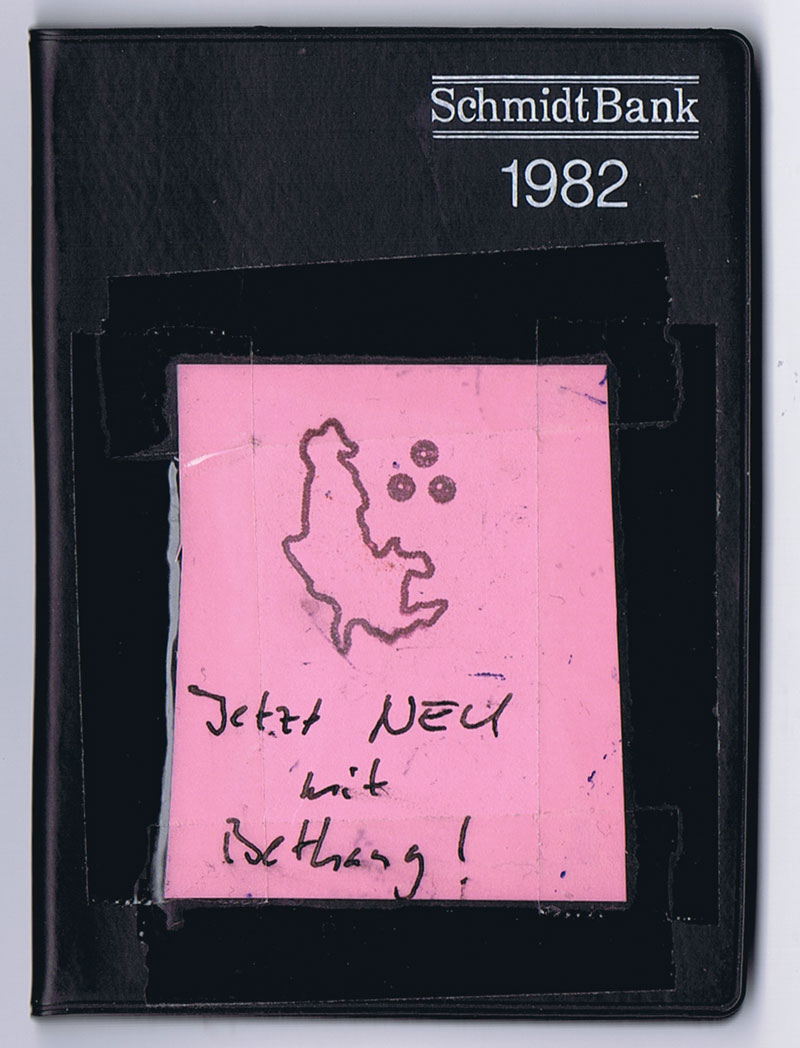 SchmidtBank
1982
Jetzt NEU
mit
Bethang!